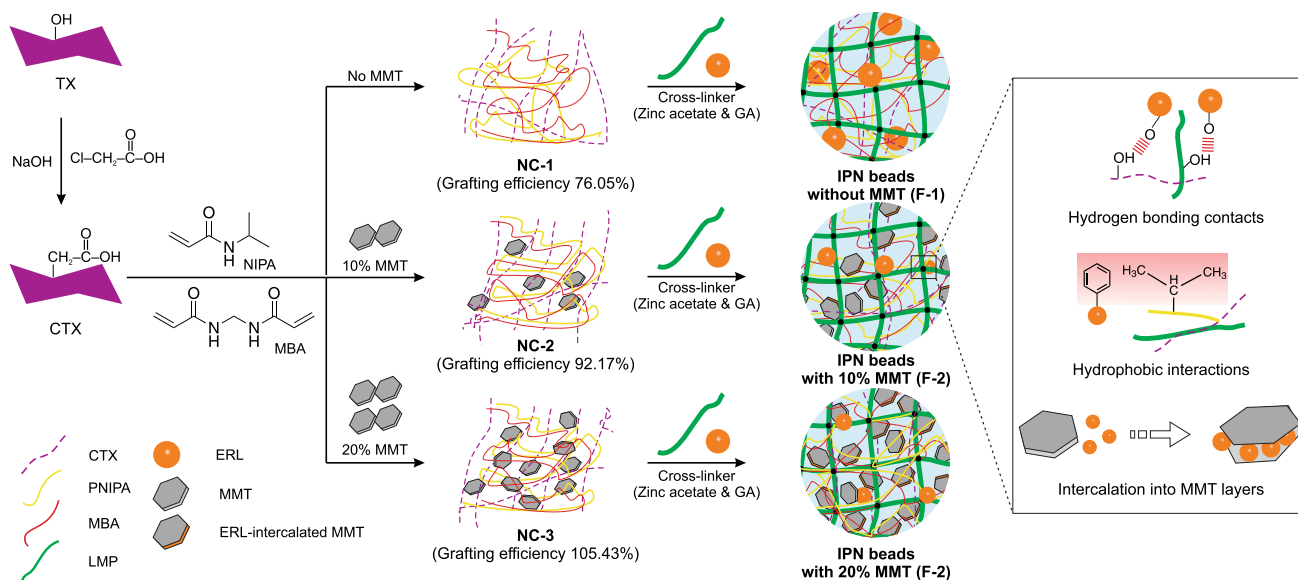 OH
TX
NaOH
Cl-CH₂
O
OH
O
OH
CTX
O
N
H
NIPA
O
O
N
H
N
H
MBA
No MMT
10% MMT
20% MMT
NC-1
(Grafting efficiency 76.05%)
NC-2
(Grafting efficiency 92.17%)
NC-3
(Grafting efficiency 105.43%)
Cross-linker
(Zinc acetate & GA)
Cross-linker
(Zinc acetate & GA)
Cross-linker
(Zinc acetate & GA)
IPN beads
without MMT (F-1)
IPN beads
with 10% MMT (F-2)
IPN beads
with 20% MMT (F-2)
O
O
OH
OH
Hydrogen bonding contacts
H₃C
CH₃
H
Hydrophobic interactions
Intercalation into MMT layers
CTX
PNIPA
MBA
LMP
ERL
MMT
ERL-intercalated MMT